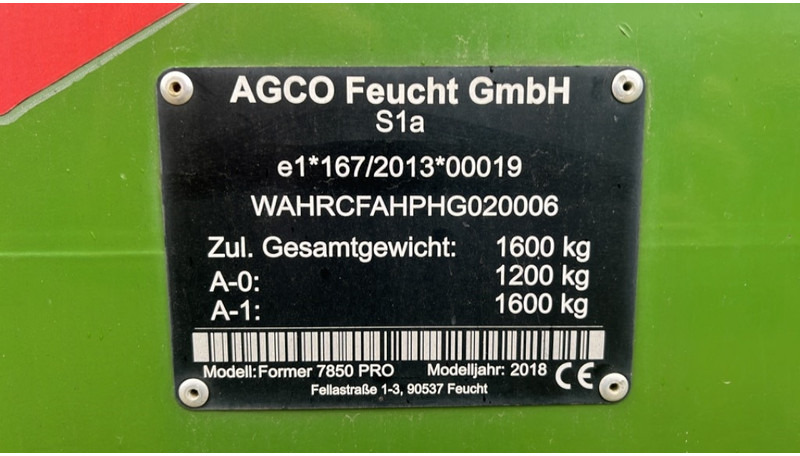 AGCO Feucht GmbH
S1a
e1*167/2013*00019
WAHRCFAHPHG020006
Zul. Gesamtgewicht: 1600 kg
A-0: 1200 kg
A-1: 1600 kg
Modell: Former 7850 PRO Modelljahr: 2018 CE
Fellastraße 1-3, 90537 Feucht